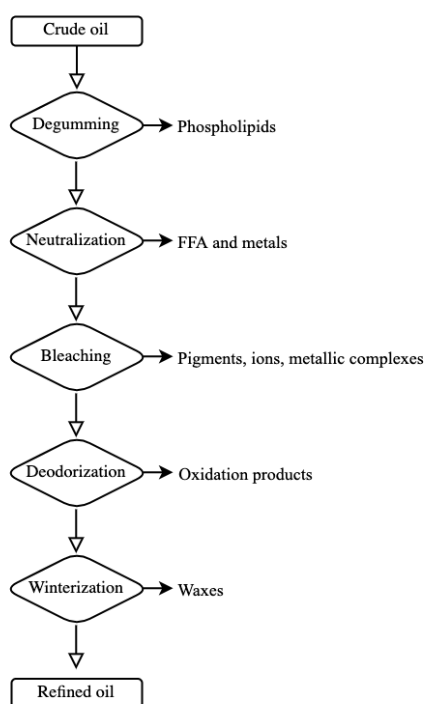 Crude oil
Degumming
Phospholipids
Neutralization
FFA and metals
Bleaching
Pigments, ions, metallic complexes
Deodorization
Oxidation products
Winterization
Waxes
Refined oil